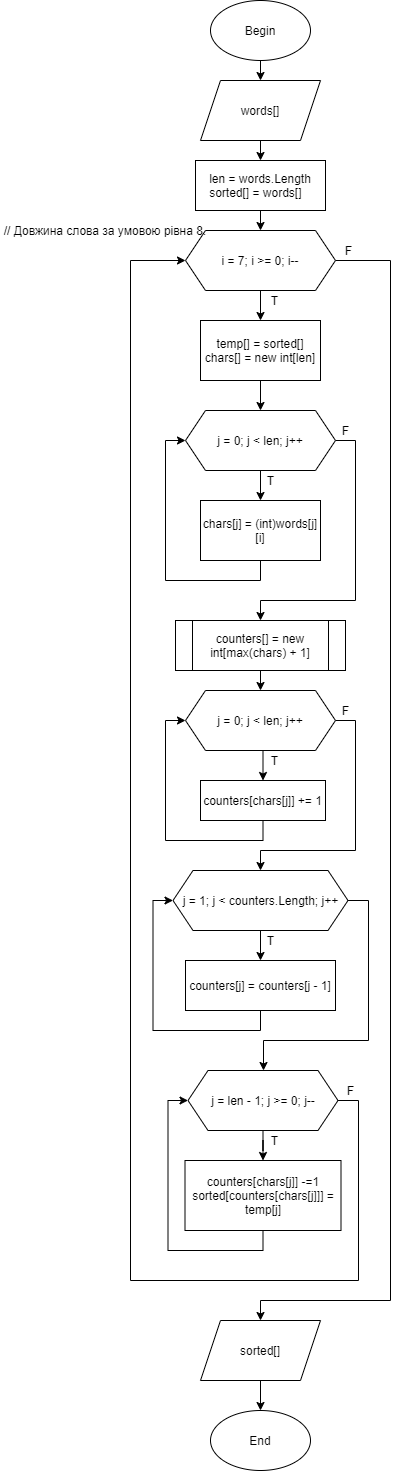 Begin
words[]
len = words.Length
sorted[] = words[]
// Довжина слова за умовою рівна 8.
i = 7; i >= 0; i--
F
T
temp[] = sorted[]
chars[] = new int[len]
j = 0; j < len; j++
F
T
chars[j] = (int)words[j]
[i]
counters[] = new
int[max(chars) + 1]
j = 0; j < len; j++
F
T
counters[chars[j]] += 1
j = 1; j < counters.Length; j++
T
counters[j] = counters[j - 1]
j = len - 1; j >= 0; j--
F
T
counters[chars[j]] -=1
sorted[counters[chars[j]]] =
temp[j]
sorted[]
End